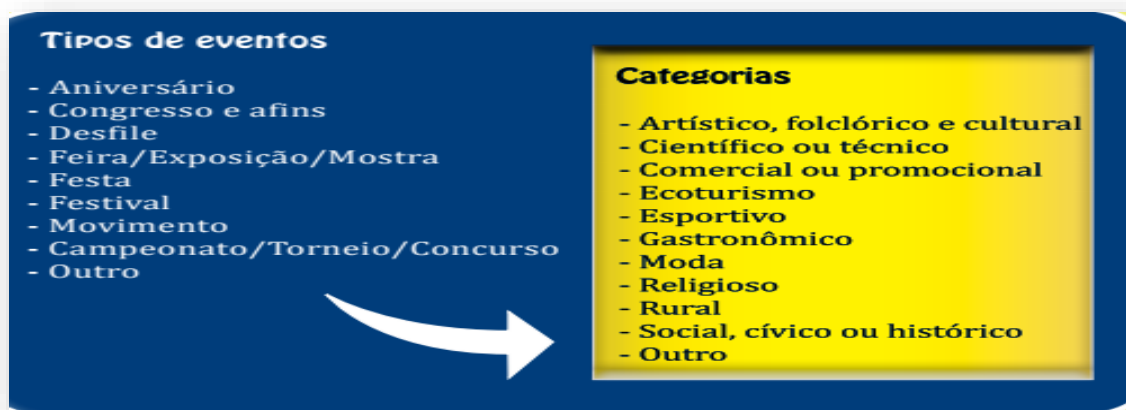 Tipos de eventos
- Aniversário
- Congresso e afins
- Desfile
- Feira/Exposição/Mostra
- Festa
- Festival
- Movimento
- Campeonato/Torneio/Concurso
- Outro
Categorias
- Artístico, folclórico e cultural
- Científico ou técnico
- Comercial ou promocional
- Ecoturismo
- Esportivo
- Gastronômico
- Moda
- Religioso
- Rural
- Social, cívico ou histórico
- Outro